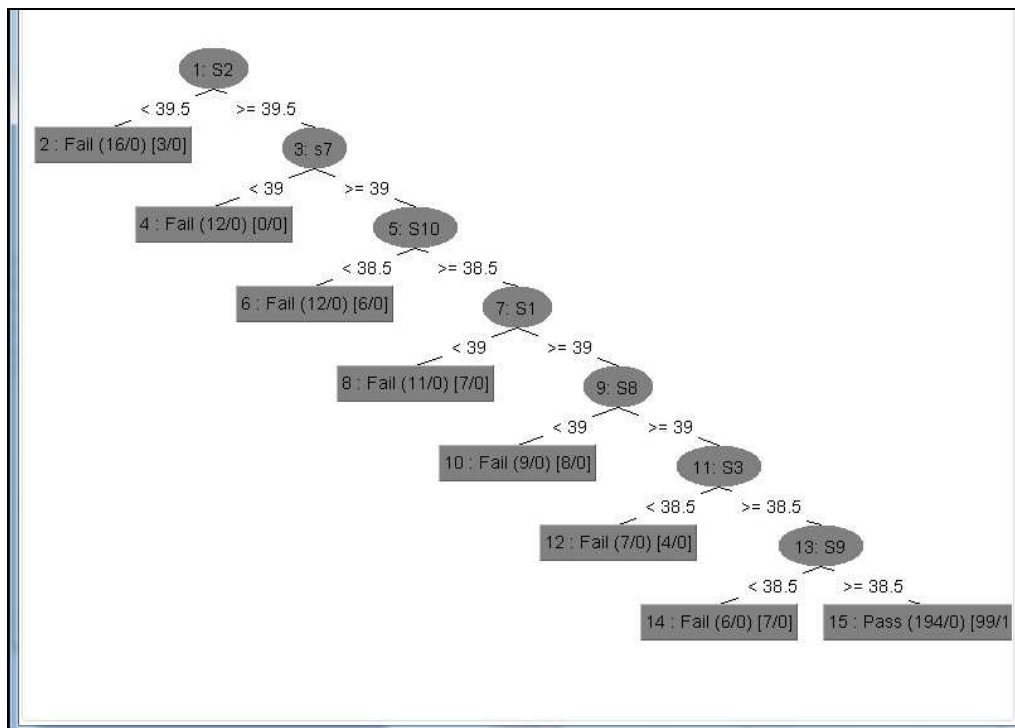 1: S2
< 39.5 >= 39.5
2 : Fail (16/0) [3/0]
3: s7
< 39 >= 39
4 : Fail (12/0) [0/0]
5: S10
< 38.5 >= 38.5
6 : Fail (12/0) [6/0]
7: S1
< 39 >= 39
8 : Fail (11/0) [7/0]
9: S8
< 39 >= 39
10 : Fail (9/0) [8/0]
11: S3
< 38.5 >= 38.5
12 : Fail (7/0) [4/0]
13: S9
< 38.5 >= 38.5
14 : Fail (6/0) [7/0]
15 : Pass (194/0) [99/1